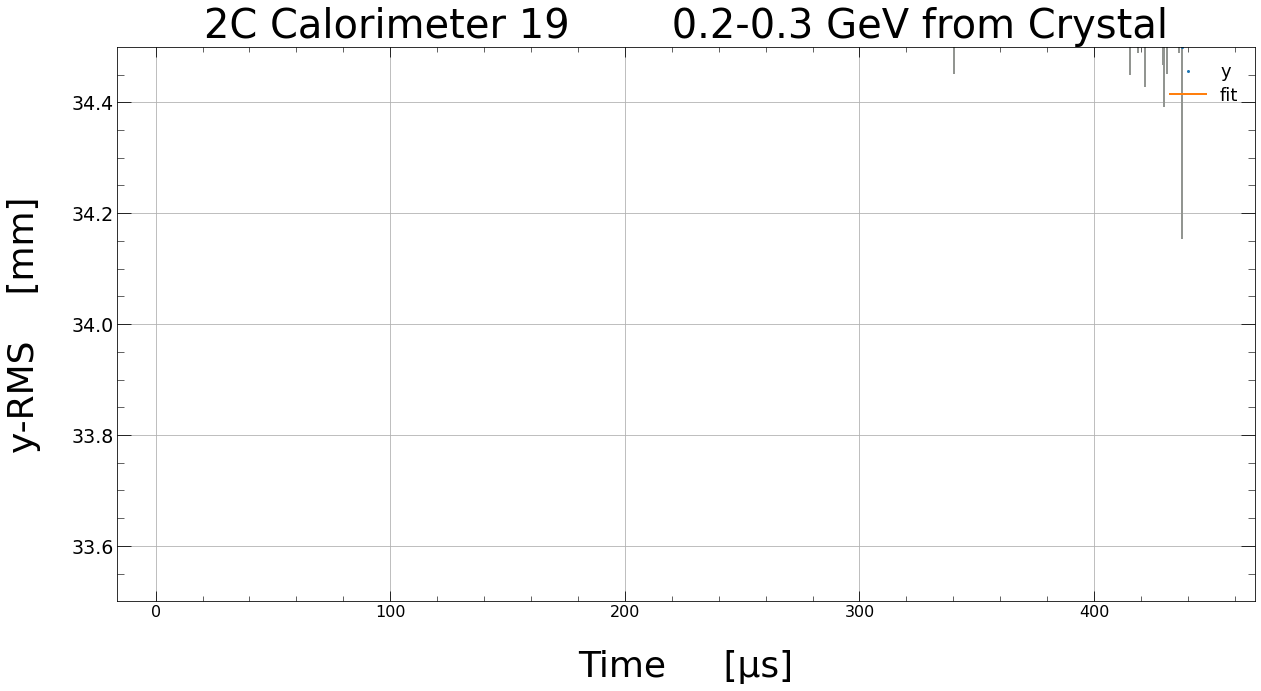 2C Calorimeter 19 0.2-0.3 GeV from Crystal
y
fit
34.4
34.2
34.0
33.8
33.6
y-RMS [mm]
0 100 200 300 400
Time [µs]